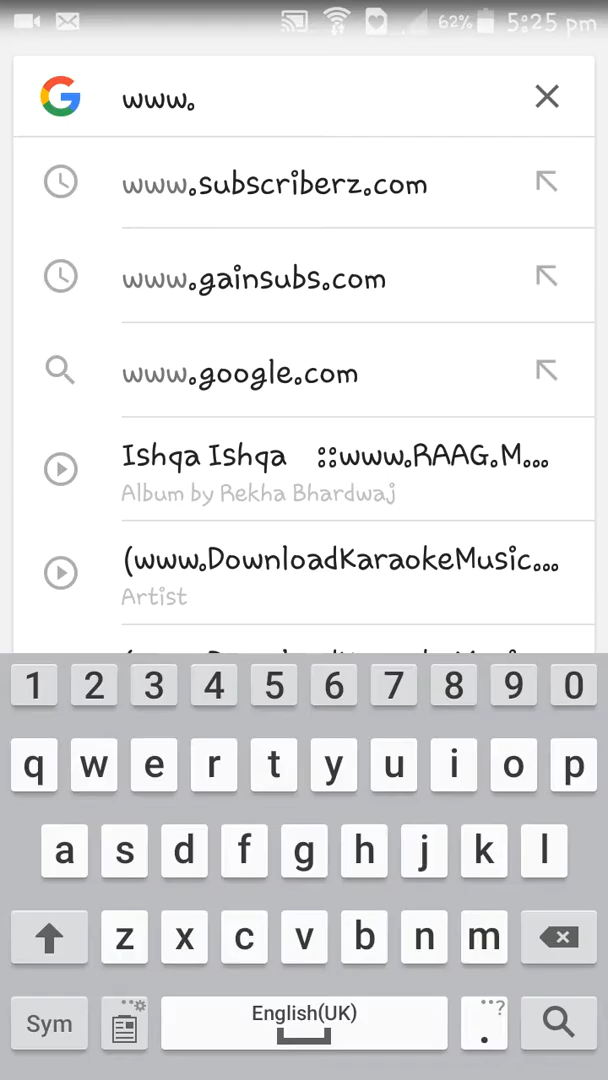 62% 5:25 pm
www.
www.subscriberz.com
www.gainsubs.com
www.google.com
Ishqa Ishqa ::www.RAAG.M...
Album by Rekha Bhardwaj
(www.DownloadKaraokeMusic...
Artist
1 2 3 4 5 6 7 8 9 0
q w e r t y u i o p
a s d f g h j k l
z x c v b n m
Sym English(UK) . ..?